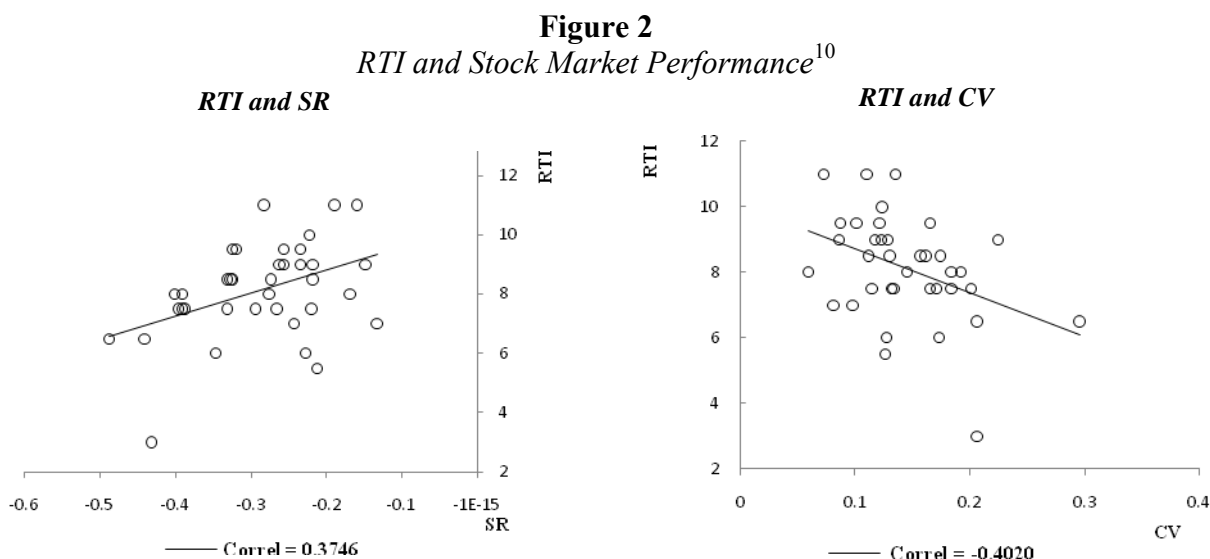 Figure 2
RTI and Stock Market Performance10
RTI and SR
RTI and CV
RTI
12
10
8
6
4
2
-0.6 -0.5 -0.4 -0.3 -0.2 -0.1 -1E-15
SR
Correl = 0.3746
RTI
12
10
8
6
4
2
0 0.1 0.2 0.3 0.4
CV
Correl = -0.4020